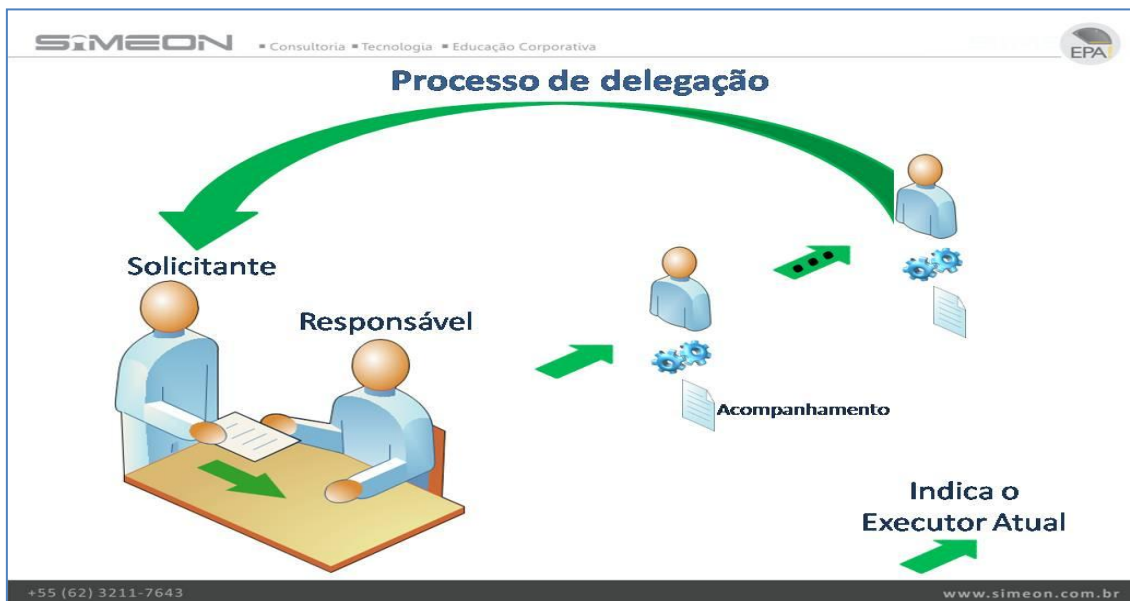 SIMEON ▪ Consultoria ▪ Tecnologia ▪ Educação Corporativa
EPA
Processo de delegação
Solicitante
Responsável
Acompanhamento
Indica o
Executor Atual
+55 (62) 3211-7643
www.simeon.com.br